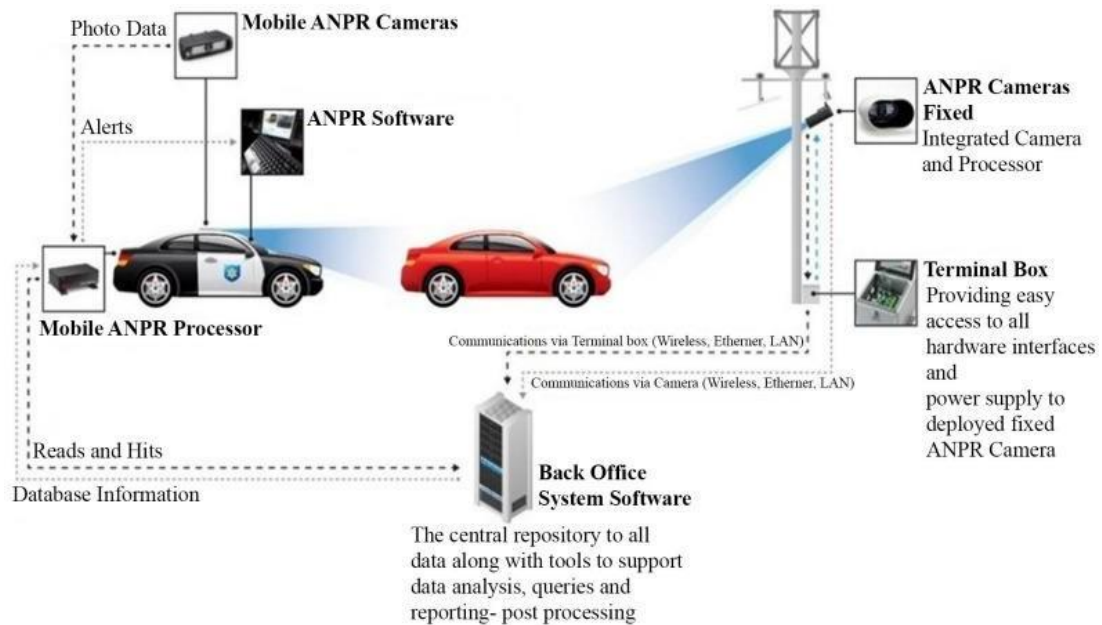 Photo Data
Mobile ANPR Cameras
Alerts
ANPR Software
ANPR Cameras
Fixed
Integrated Camera
and Processor
Mobile ANPR Processor
Terminal Box
Providing easy
access to all
hardware interfaces
and
power supply to
deployed fixed
ANPR Camera
Communications via Terminal box (Wireless, Etherner, LAN)
Communications via Camera (Wireless, Etherner, LAN)
Reads and Hits
Database Information
Back Office
System Software
The central repository to all
data along with tools to support
data analysis, queries and
reporting- post processing